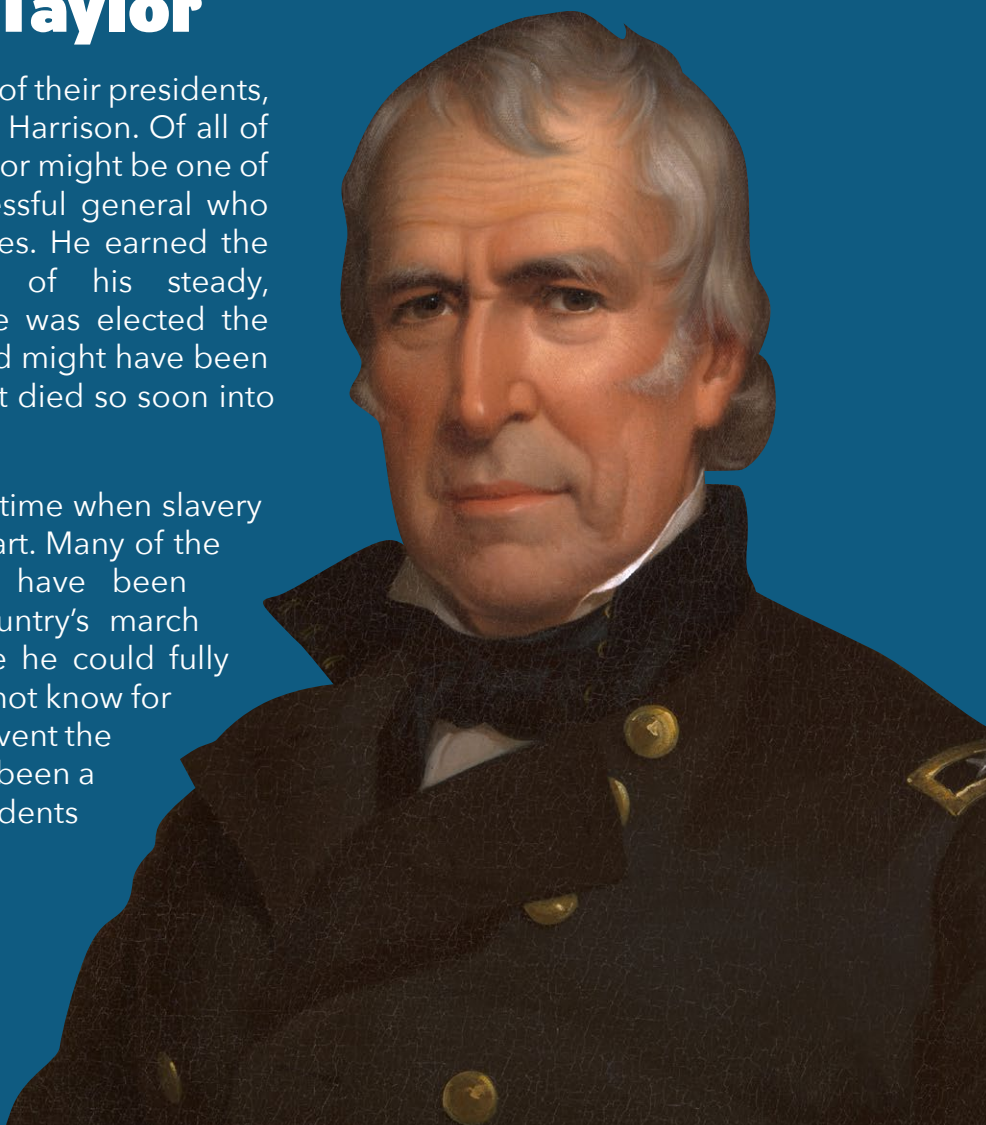 Taylor
of their presidents,
Harrison. Of all of
or might be one of
essful general who
es. He earned the
of his steady,
e was elected the
d might have been
t died so soon into
time when slavery
art. Many of the
have been
untry's march
e he could fully
not know for
vent the
been a
dents